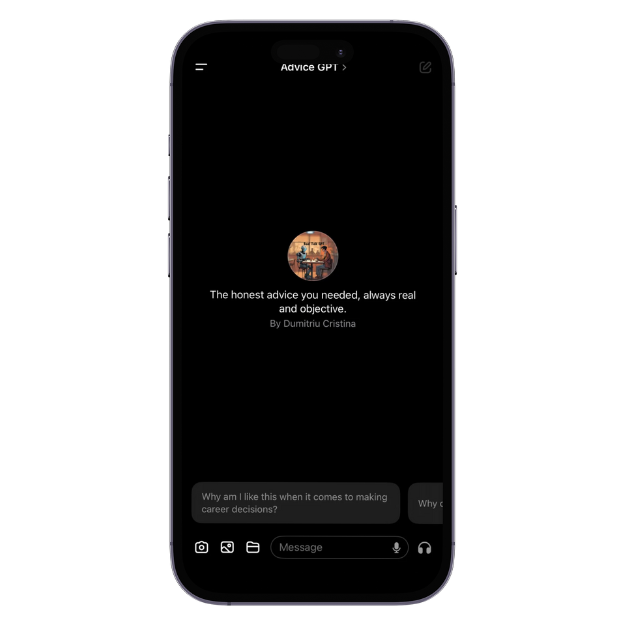 Advice GPT >
The honest advice you needed, always real
and objective.
By Dumitriu Cristina
Why am I like this when it comes to making
career decisions?
Why
Message